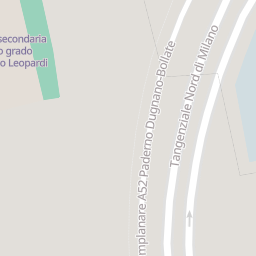 secondaria
o grado
o Leopardi
mplanare A52 Paderno Dugnano-Bollate
Tangenziale Nord di Milano